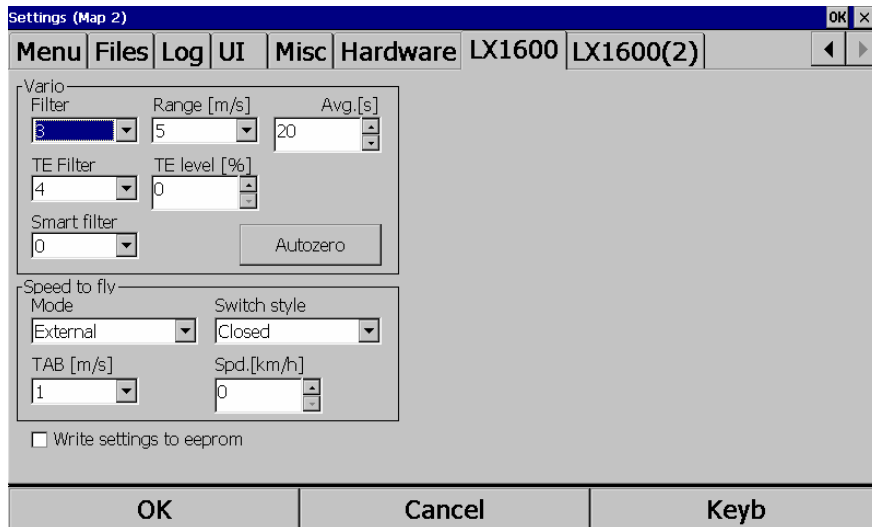 Settings (Map 2) OK ×
Menu Files Log UI Misc Hardware LX1600 LX1600(2)
Vario
Filter Range [m/s] Avg.[s]
3 5 20
TE Filter TE level [%]
4 0
Smart filter
0 Autozero
Speed to fly
Mode Switch style
External Closed
TAB [m/s] Spd.[km/h]
1 0
Write settings to eeprom
OK Cancel Keyb